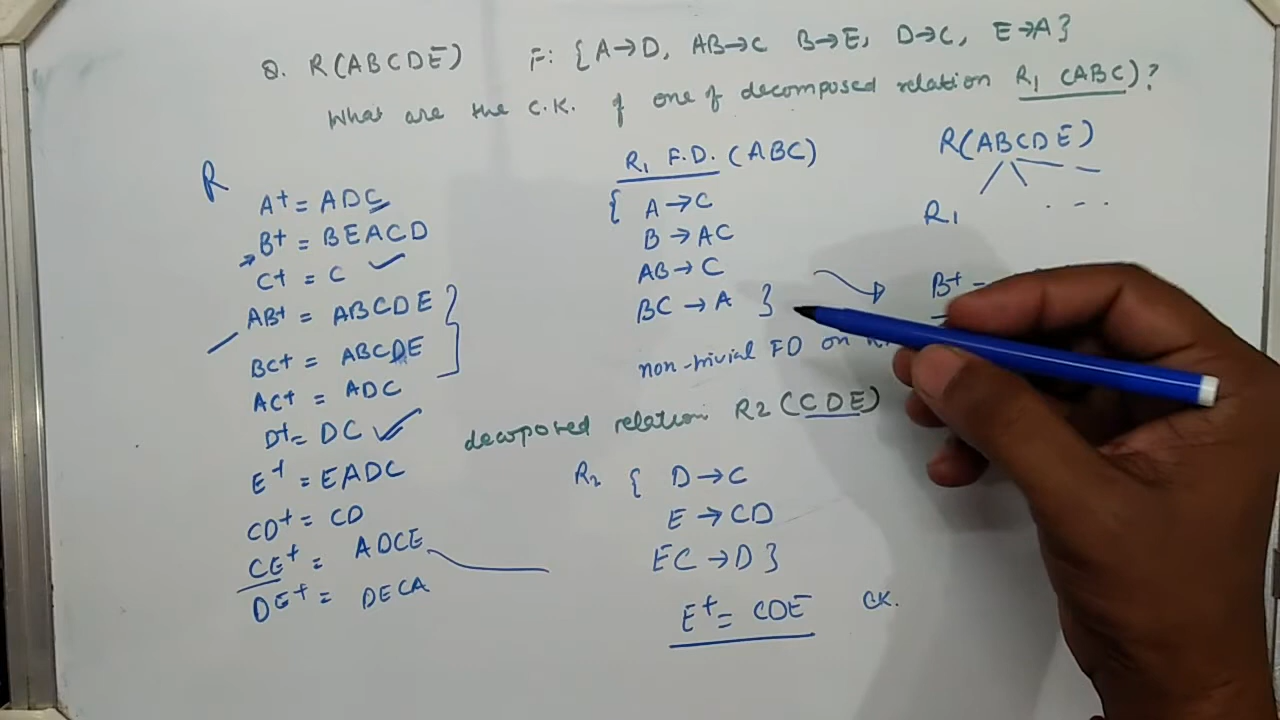 Q. R(ABCDE) F: {A→D, AB→C B→E, D→C, E→A}
What are the C.K. of one of decomposed relation R1 (ABC)?
R
A+ = ADC
B+ = BEACD
C+ = C
AB+ = ABCDE
BC+ = ABCDE
AC+ = ADC
D+ = DC
E+ = EADC
CD+ = CD
CE+ = ADCE
DE+ = DECA
R1 F.D. (ABC)
{ A→C
B→AC
AB→C
BC→A }
non-trivial FD on
R(ABCDE)
R1 . - - .
B+ =
decoposed relation R2 (CDE)
R2 { D→C
E→CD
EC→D }
E+ = CDE CK.